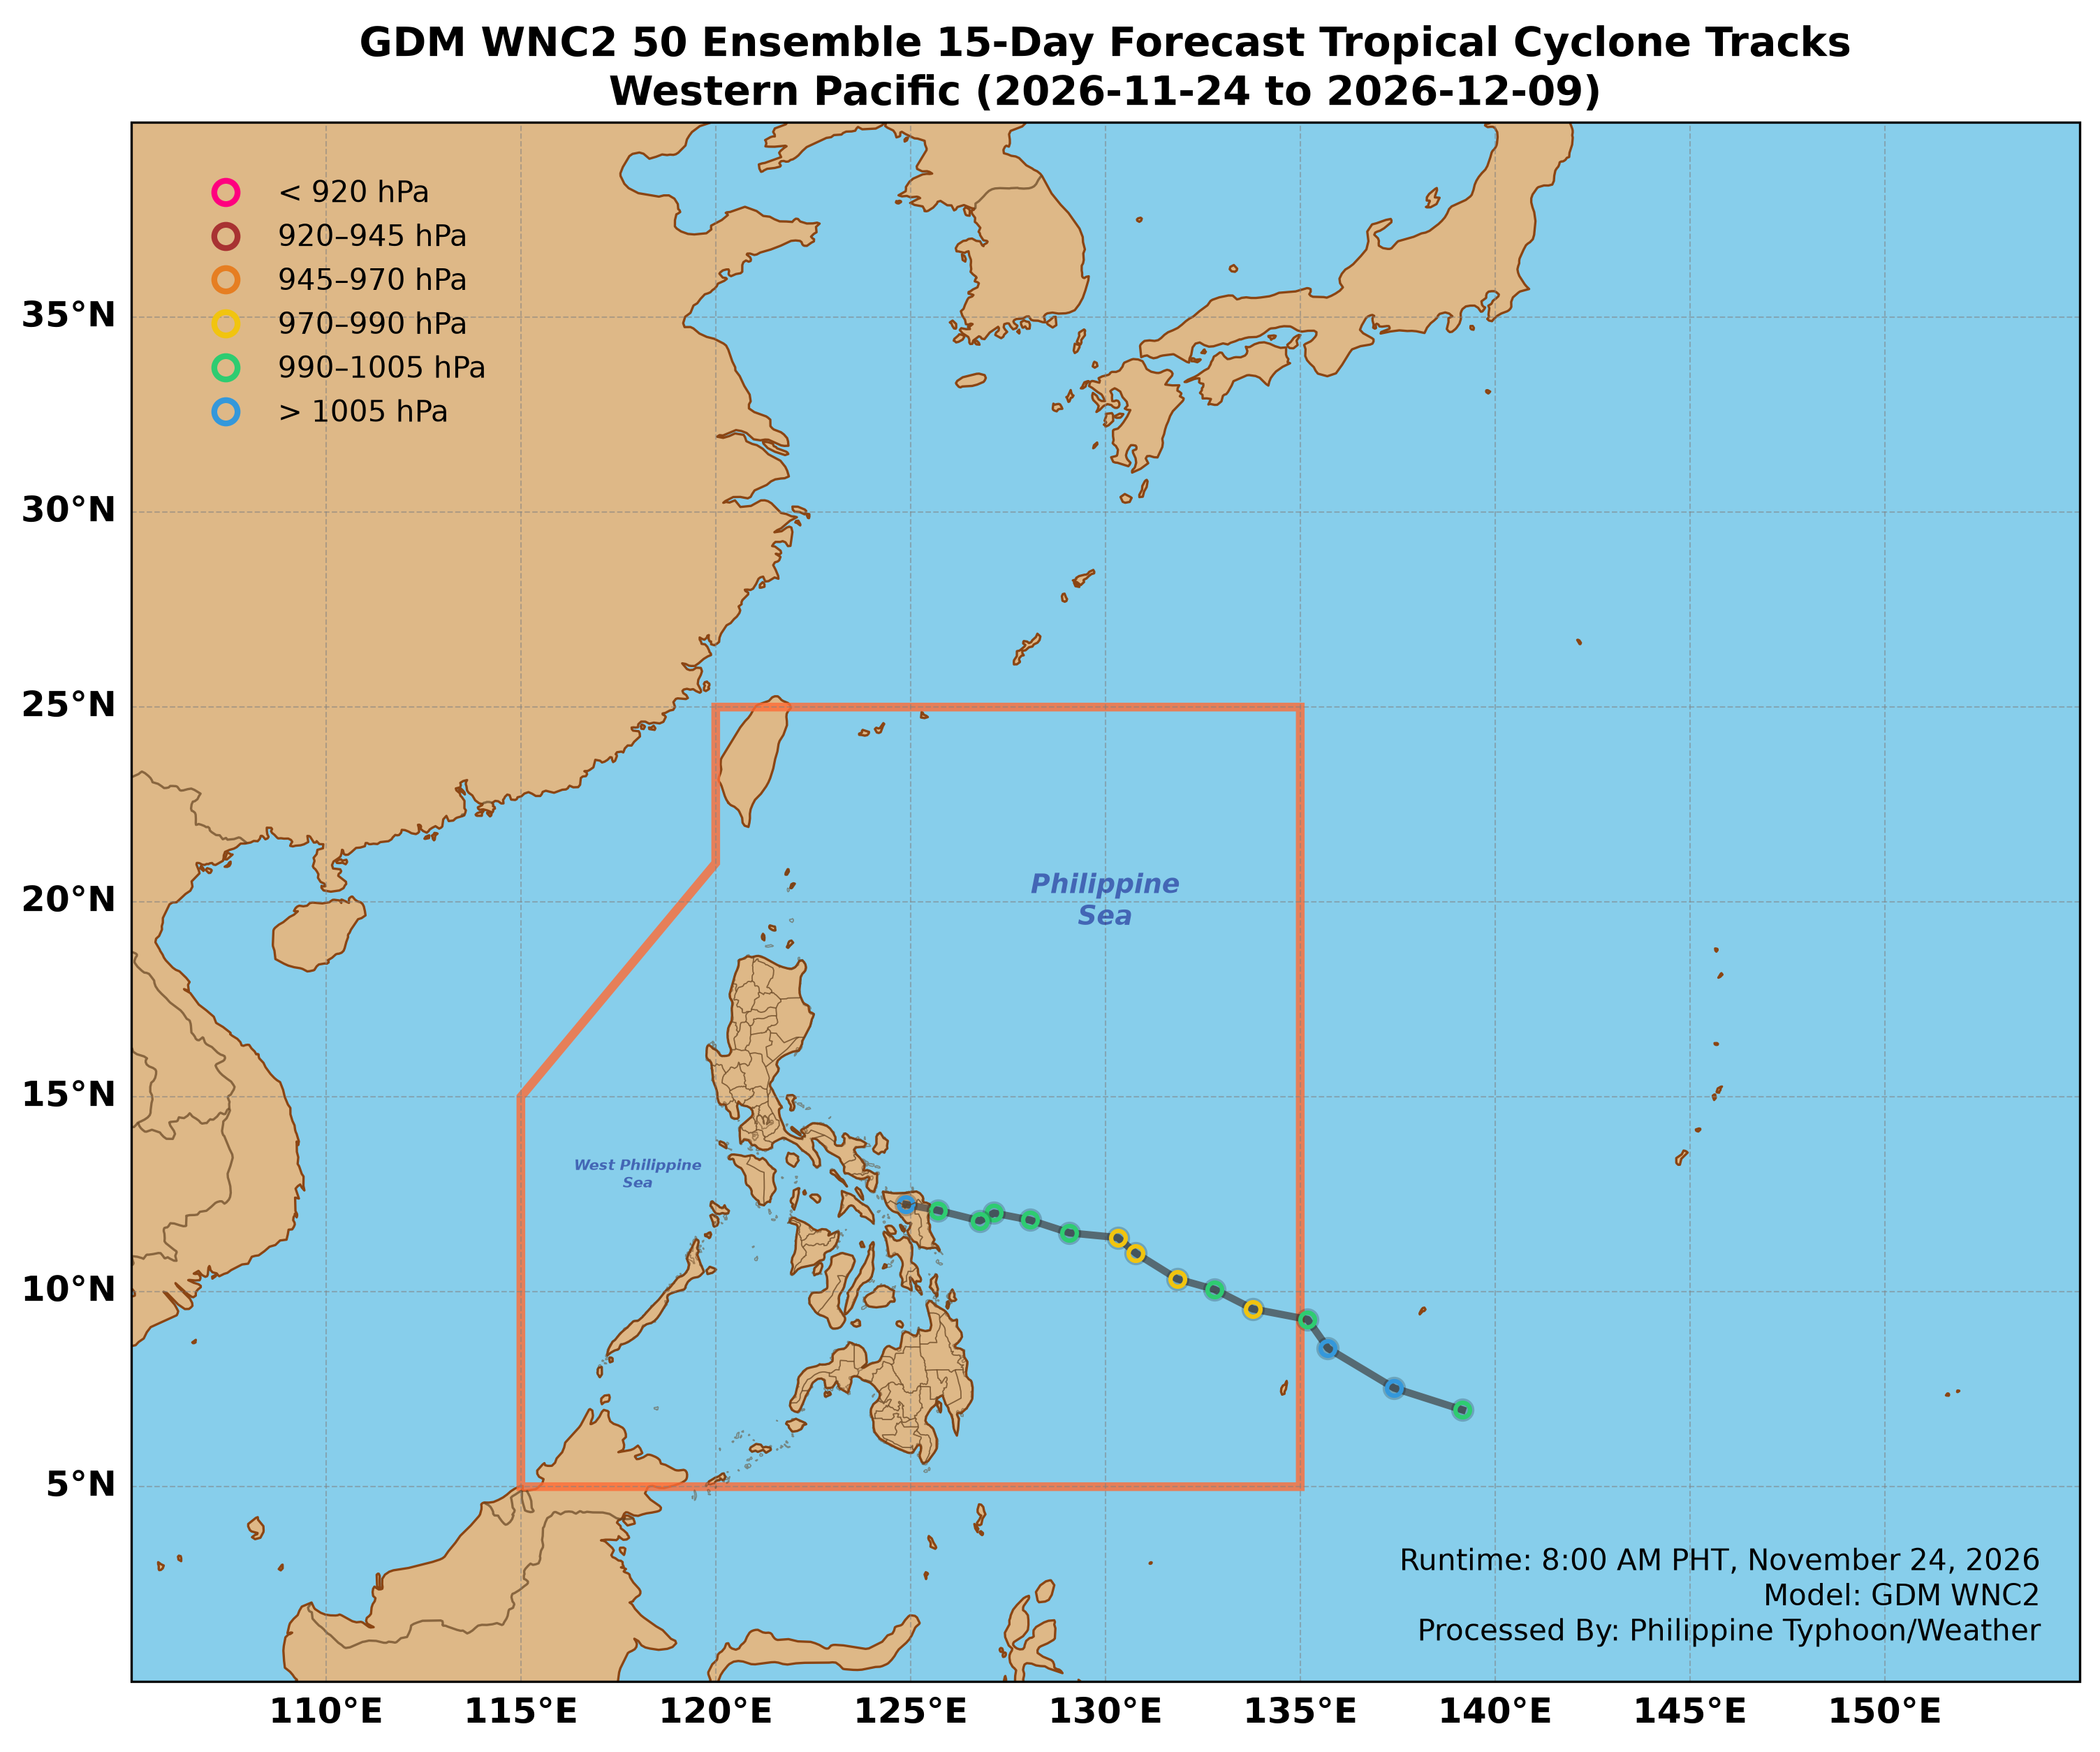 GDM WNC2 50 Ensemble 15-Day Forecast Tropical Cyclone Tracks
Western Pacific (2026-11-24 to 2026-12-09)
< 920 hPa
920–945 hPa
945–970 hPa
970–990 hPa
990–1005 hPa
> 1005 hPa
35°N
30°N
25°N
20°N
15°N
10°N
5°N
Philippine
Sea
West Philippine
Sea
Runtime: 8:00 AM PHT, November 24, 2026
Model: GDM WNC2
Processed By: Philippine Typhoon/Weather
110°E
115°E
120°E
125°E
130°E
135°E
140°E
145°E
150°E